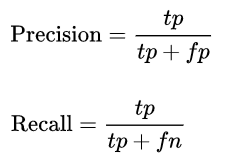 Precision = tp / tp + fp
Recall = tp / tp + fn